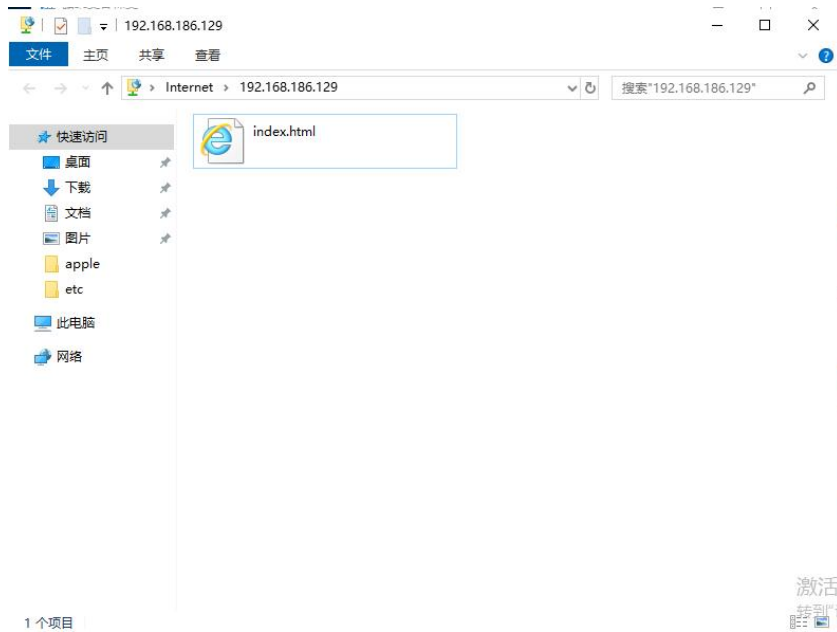 192.168.186.129
文件 主页 共享 查看
Internet 192.168.186.129 搜索"192.168.186.129"
快速访问
index.html
桌面
下载
文档
图片
apple
etc
此电脑
网络
激活
转到"
1 个项目